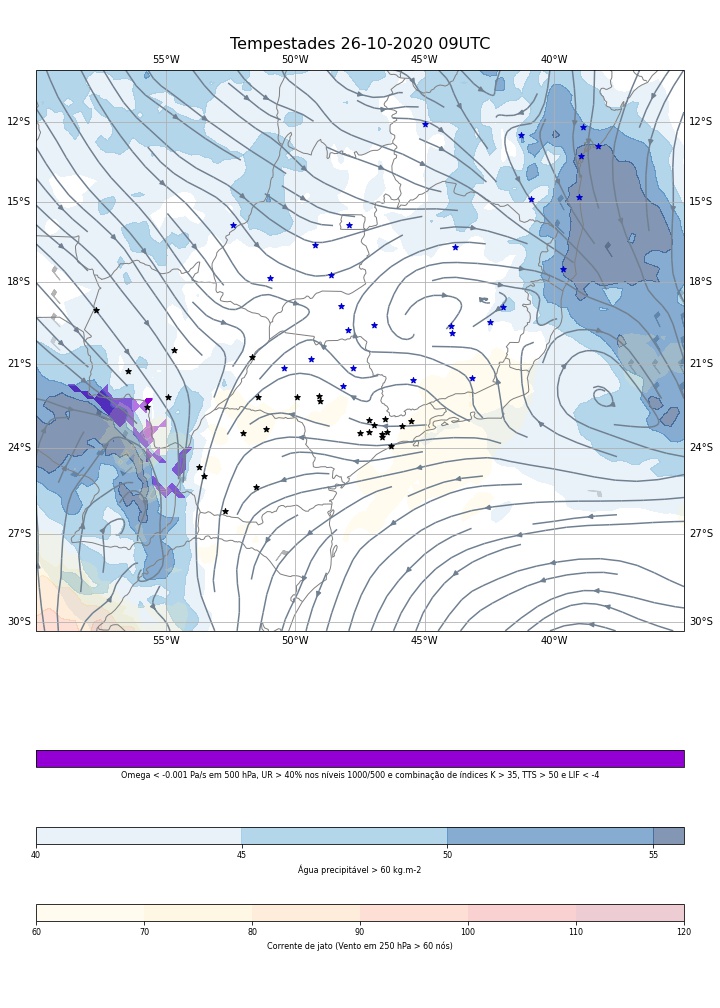 Tempestades 26-10-2020 09UTC
55°W 50°W 45°W 40°W
12°S 12°S
15°S 15°S
18°S 18°S
21°S 21°S
24°S 24°S
27°S 27°S
30°S 30°S
55°W 50°W 45°W 40°W
Omega < -0.001 Pa/s em 500 hPa, UR > 40% nos níveis 1000/500 e combinação de índices K > 35, TTS > 50 e LIF < -4
40 45 50 55
Água precipitável > 60 kg.m-2
60 70 80 90 100 110 120
Corrente de jato (Vento em 250 hPa > 60 nós)